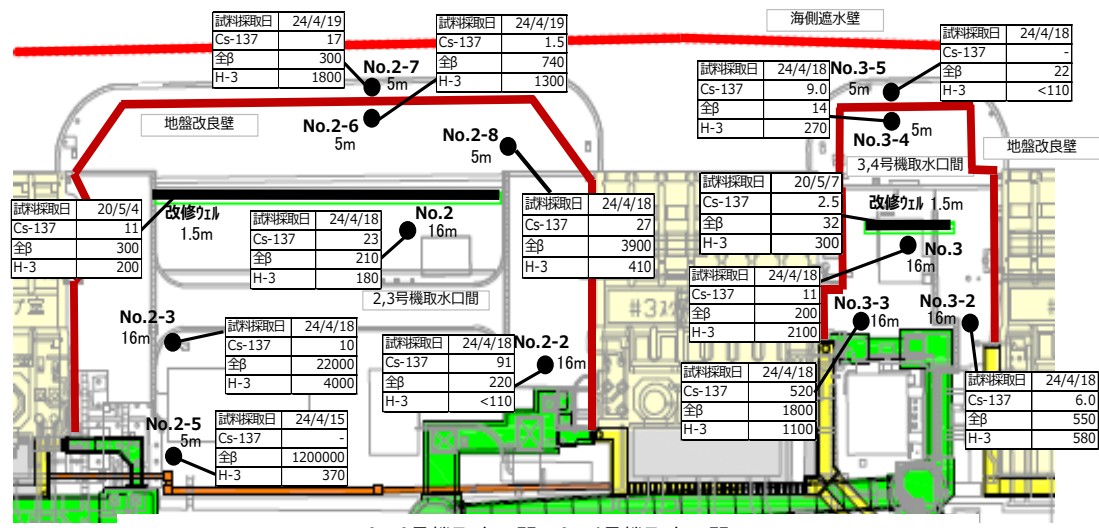 海側遮水壁
試料採取日 24/4/19
Cs-137 17
全β 300
H-3 1800
試料採取日 24/4/19
Cs-137 1.5
全β 740
H-3 1300
試料採取日 24/4/18
Cs-137 -
全β 22
H-3 <110
No.2-7
5m
試料採取日 24/4/18
Cs-137 9.0
全β 14
H-3 270
No.3-5
5m
地盤改良壁
No.2-6
5m
No.2-8
5m
No.3-4
5m
地盤改良壁
3,4号機取水口間
試料採取日 20/5/4
Cs-137 11
全β 300
H-3 200
改修ウェル
1.5m
試料採取日 24/4/18
Cs-137 23
全β 210
H-3 180
No.2
16m
試料採取日 24/4/18
Cs-137 27
全β 3900
H-3 410
試料採取日 20/5/7
Cs-137 2.5
全β 32
H-3 300
改修ウェル 1.5m
No.3
16m
2,3号機取水口間
試料採取日 24/4/18
Cs-137 11
全β 200
H-3 2100
No.2-3
16m
試料採取日 24/4/18
Cs-137 10
全β 22000
H-3 4000
試料採取日 24/4/18
Cs-137 91
全β 220
H-3 <110
No.2-2
16m
No.3-3
16m
No.3-2
16m
試料採取日 24/4/18
Cs-137 520
全β 1800
H-3 1100
試料採取日 24/4/18
Cs-137 6.0
全β 550
H-3 580
No.2-5
5m
試料採取日 24/4/15
Cs-137 -
全β 1200000
H-3 370